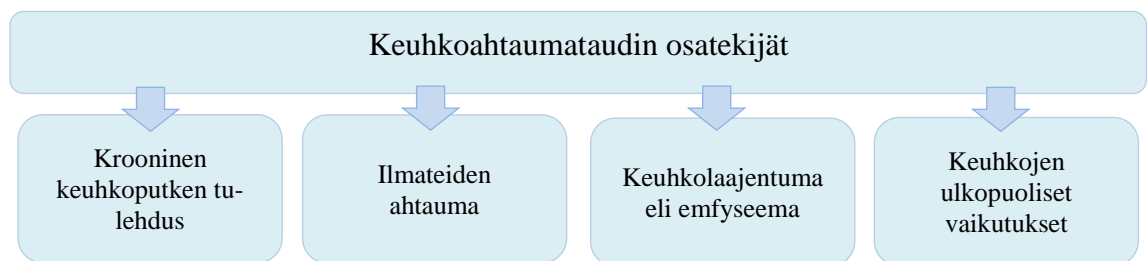 Keuhkoahtaumataudin osatekijät
Krooninen
keuhkoputken tu-
lehdus
Ilmateiden
ahtauma
Keuhkolaajentuma
eli emfyseema
Keuhkojen
ulkopuoliset
vaikutukset